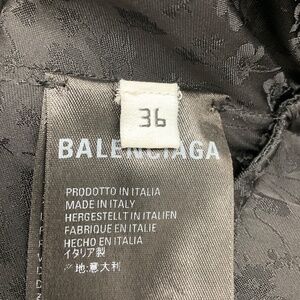 36
BALENCIAGA
PRODOTTO IN ITALIA
MADE IN ITALY
HERGESTELLT IN ITALIEN
FABRIQUE EN ITALIE
HECHO EN ITALIA
イタリア製
地:意大利